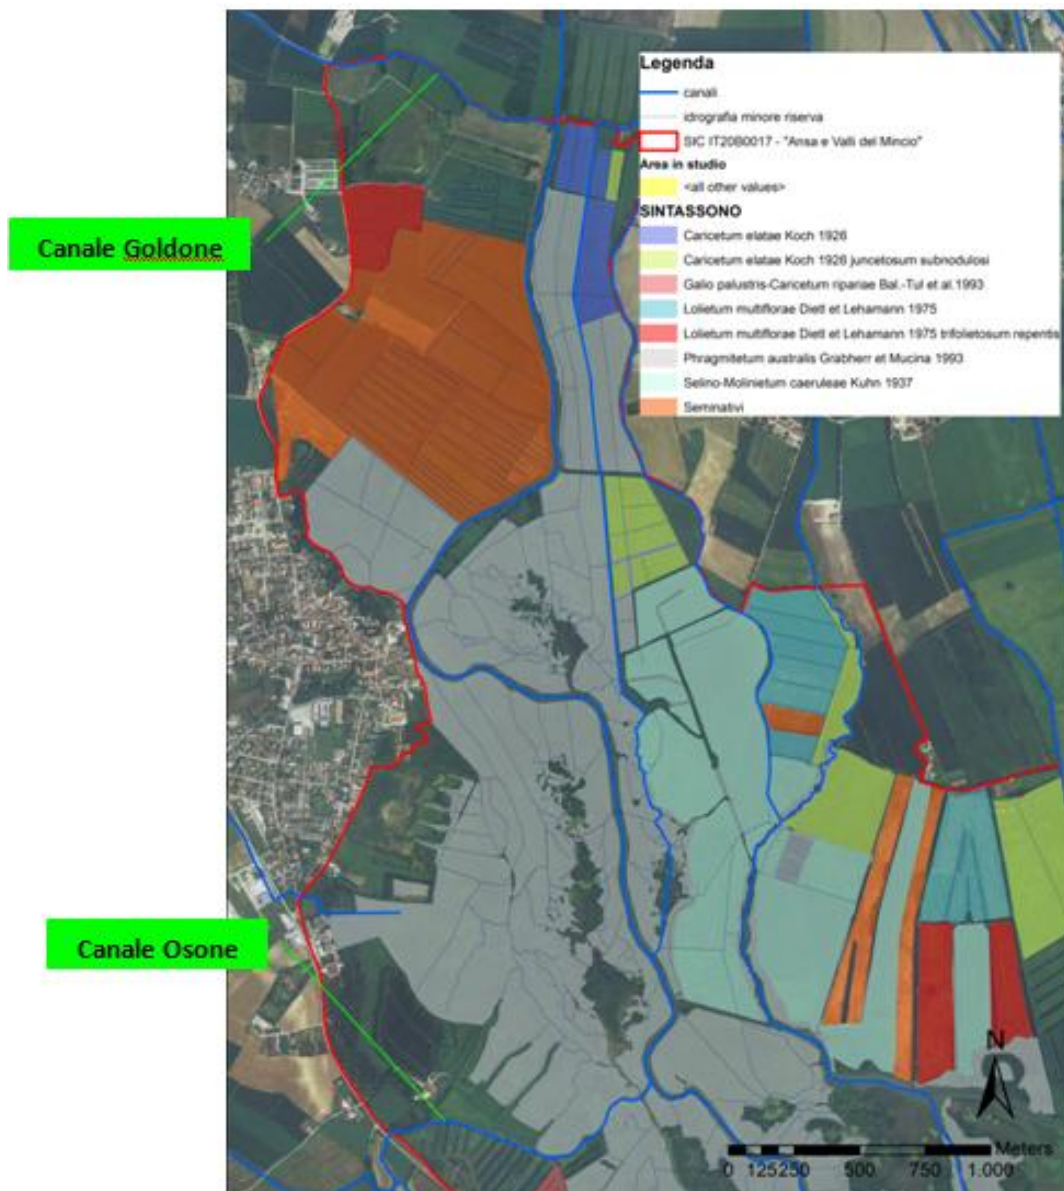 Legenda
canali
idrografia minore riserva
SIC IT20B0017 - "Ansa e Valli del Mincio"
Area in studio
<all other values>
SINTASSONO
Caricetum elatae Koch 1926
Caricetum elatae Koch 1926 juncetosum subnodulosi
Galio palustris-Caricetum ripariae Bal.-Tul et al.1993
Lolietum multiflorae Dietl et Lehamann 1975
Lolietum multiflorae Dietl et Lehamann 1975 trifolietosum repentis
Phragmitetum australis Grabherr et Mucina 1993
Selino-Molinietum caeruleae Kuhn 1937
Seminativi
Canale Goldone
Canale Osone
N
Meters
0 125250 500 750 1.000